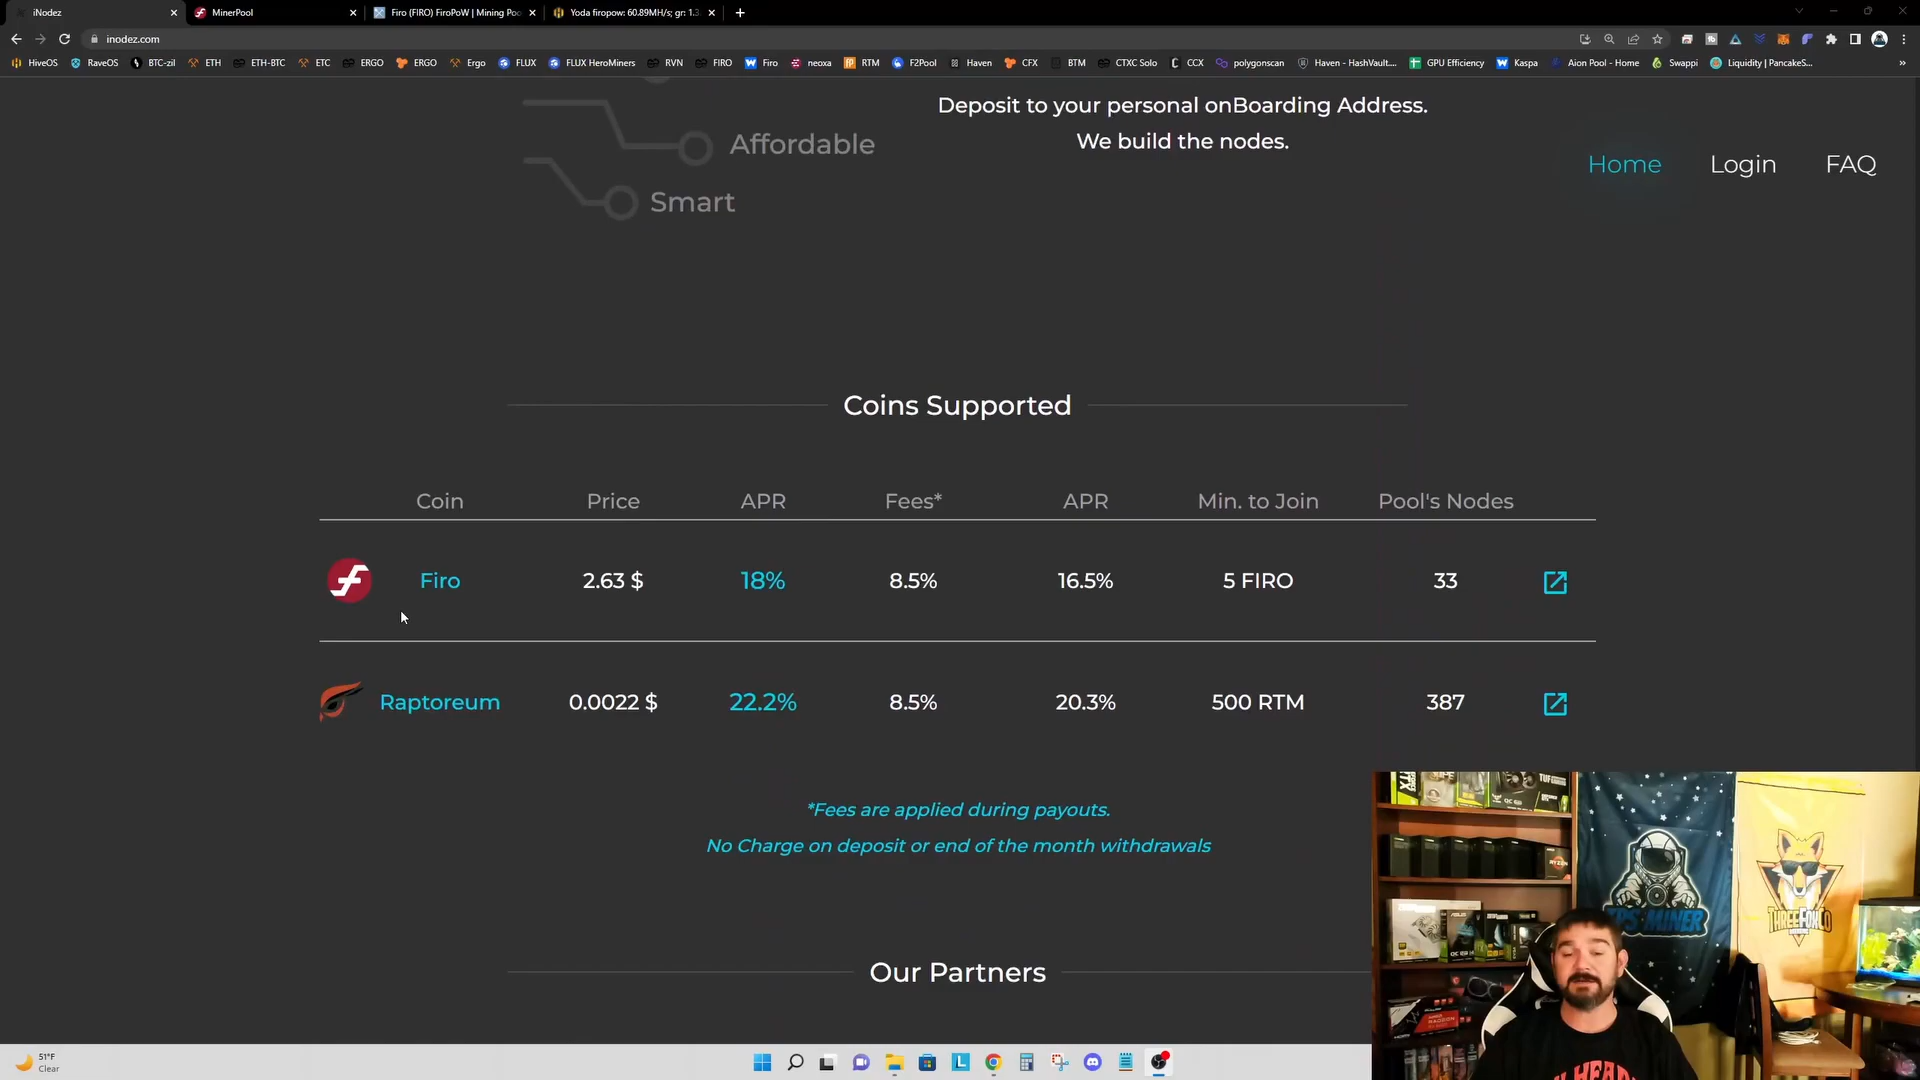 iNodez
MinerPool
Firo (FIRO) FiroPoW | Mining Poo
Yoda firopow: 60.89MH/s; gr: 1.3
inodez.com
HiveOS RaveOS BTC-zil ETH ETH-BTC ETC ERGO ERGO Ergo FLUX FLUX HeroMiners RVN FIRO Firo neoxa RTM F2Pool Haven CFX BTM CTXC Solo CCX polygonscan Haven - HashVault.... GPU Efficiency Kaspa Aion Pool - Home Swappi Liquidity | PancakeS... »
Deposit to your personal onBoarding Address.
We build the nodes.
Affordable
Smart
Home Login FAQ
Coins Supported
Coin Price APR Fees* APR Min. to Join Pool's Nodes
Firo 2.63 $ 18% 8.5% 16.5% 5 FIRO 33
Raptoreum 0.0022 $ 22.2% 8.5% 20.3% 500 RTM 387
*Fees are applied during payouts.
No Charge on deposit or end of the month withdrawals
Our Partners
51°F
Clear
MINER
THREEFOXCO
RYZEN